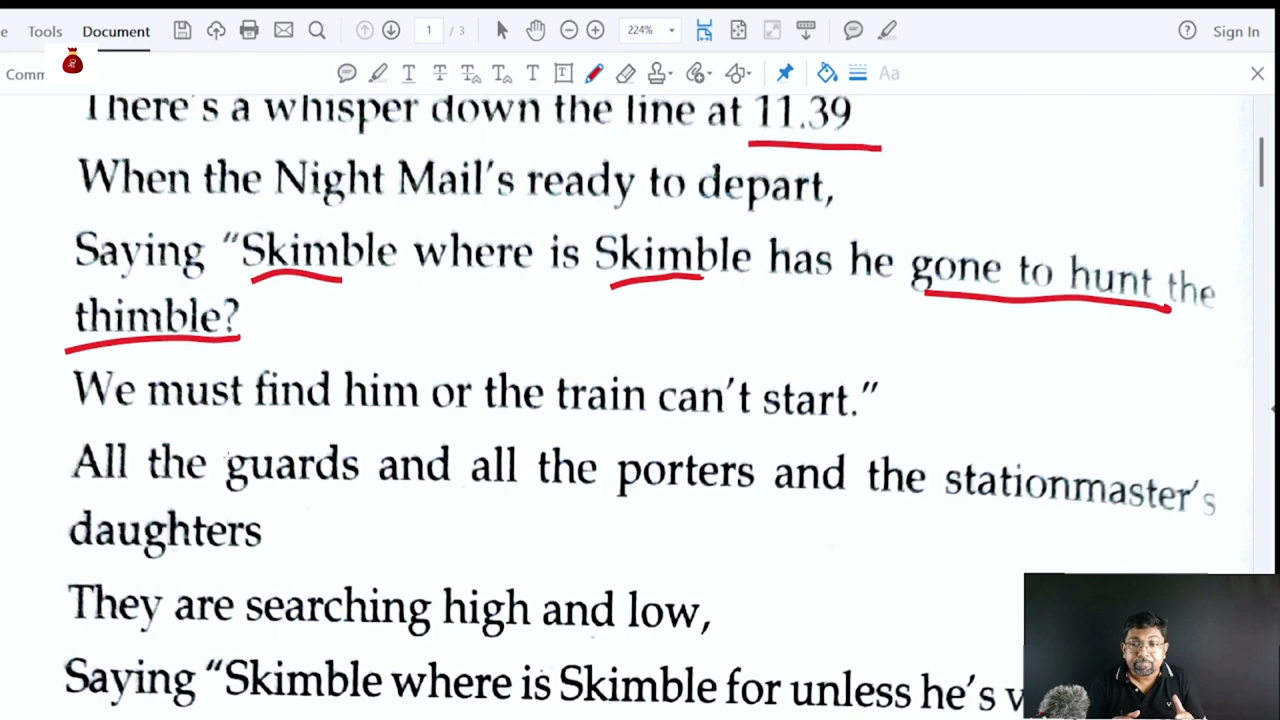 Tools Document 1 / 3 224% Sign In
Aa
There's a whisper down the line at 11.39
When the Night Mail's ready to depart,
Saying "Skimble where is Skimble has he gone to hunt the
thimble?
We must find him or the train can't start."
All the guards and all the porters and the stationmaster's
daughters
They are searching high and low,
Saying "Skimble where is Skimble for unless he's